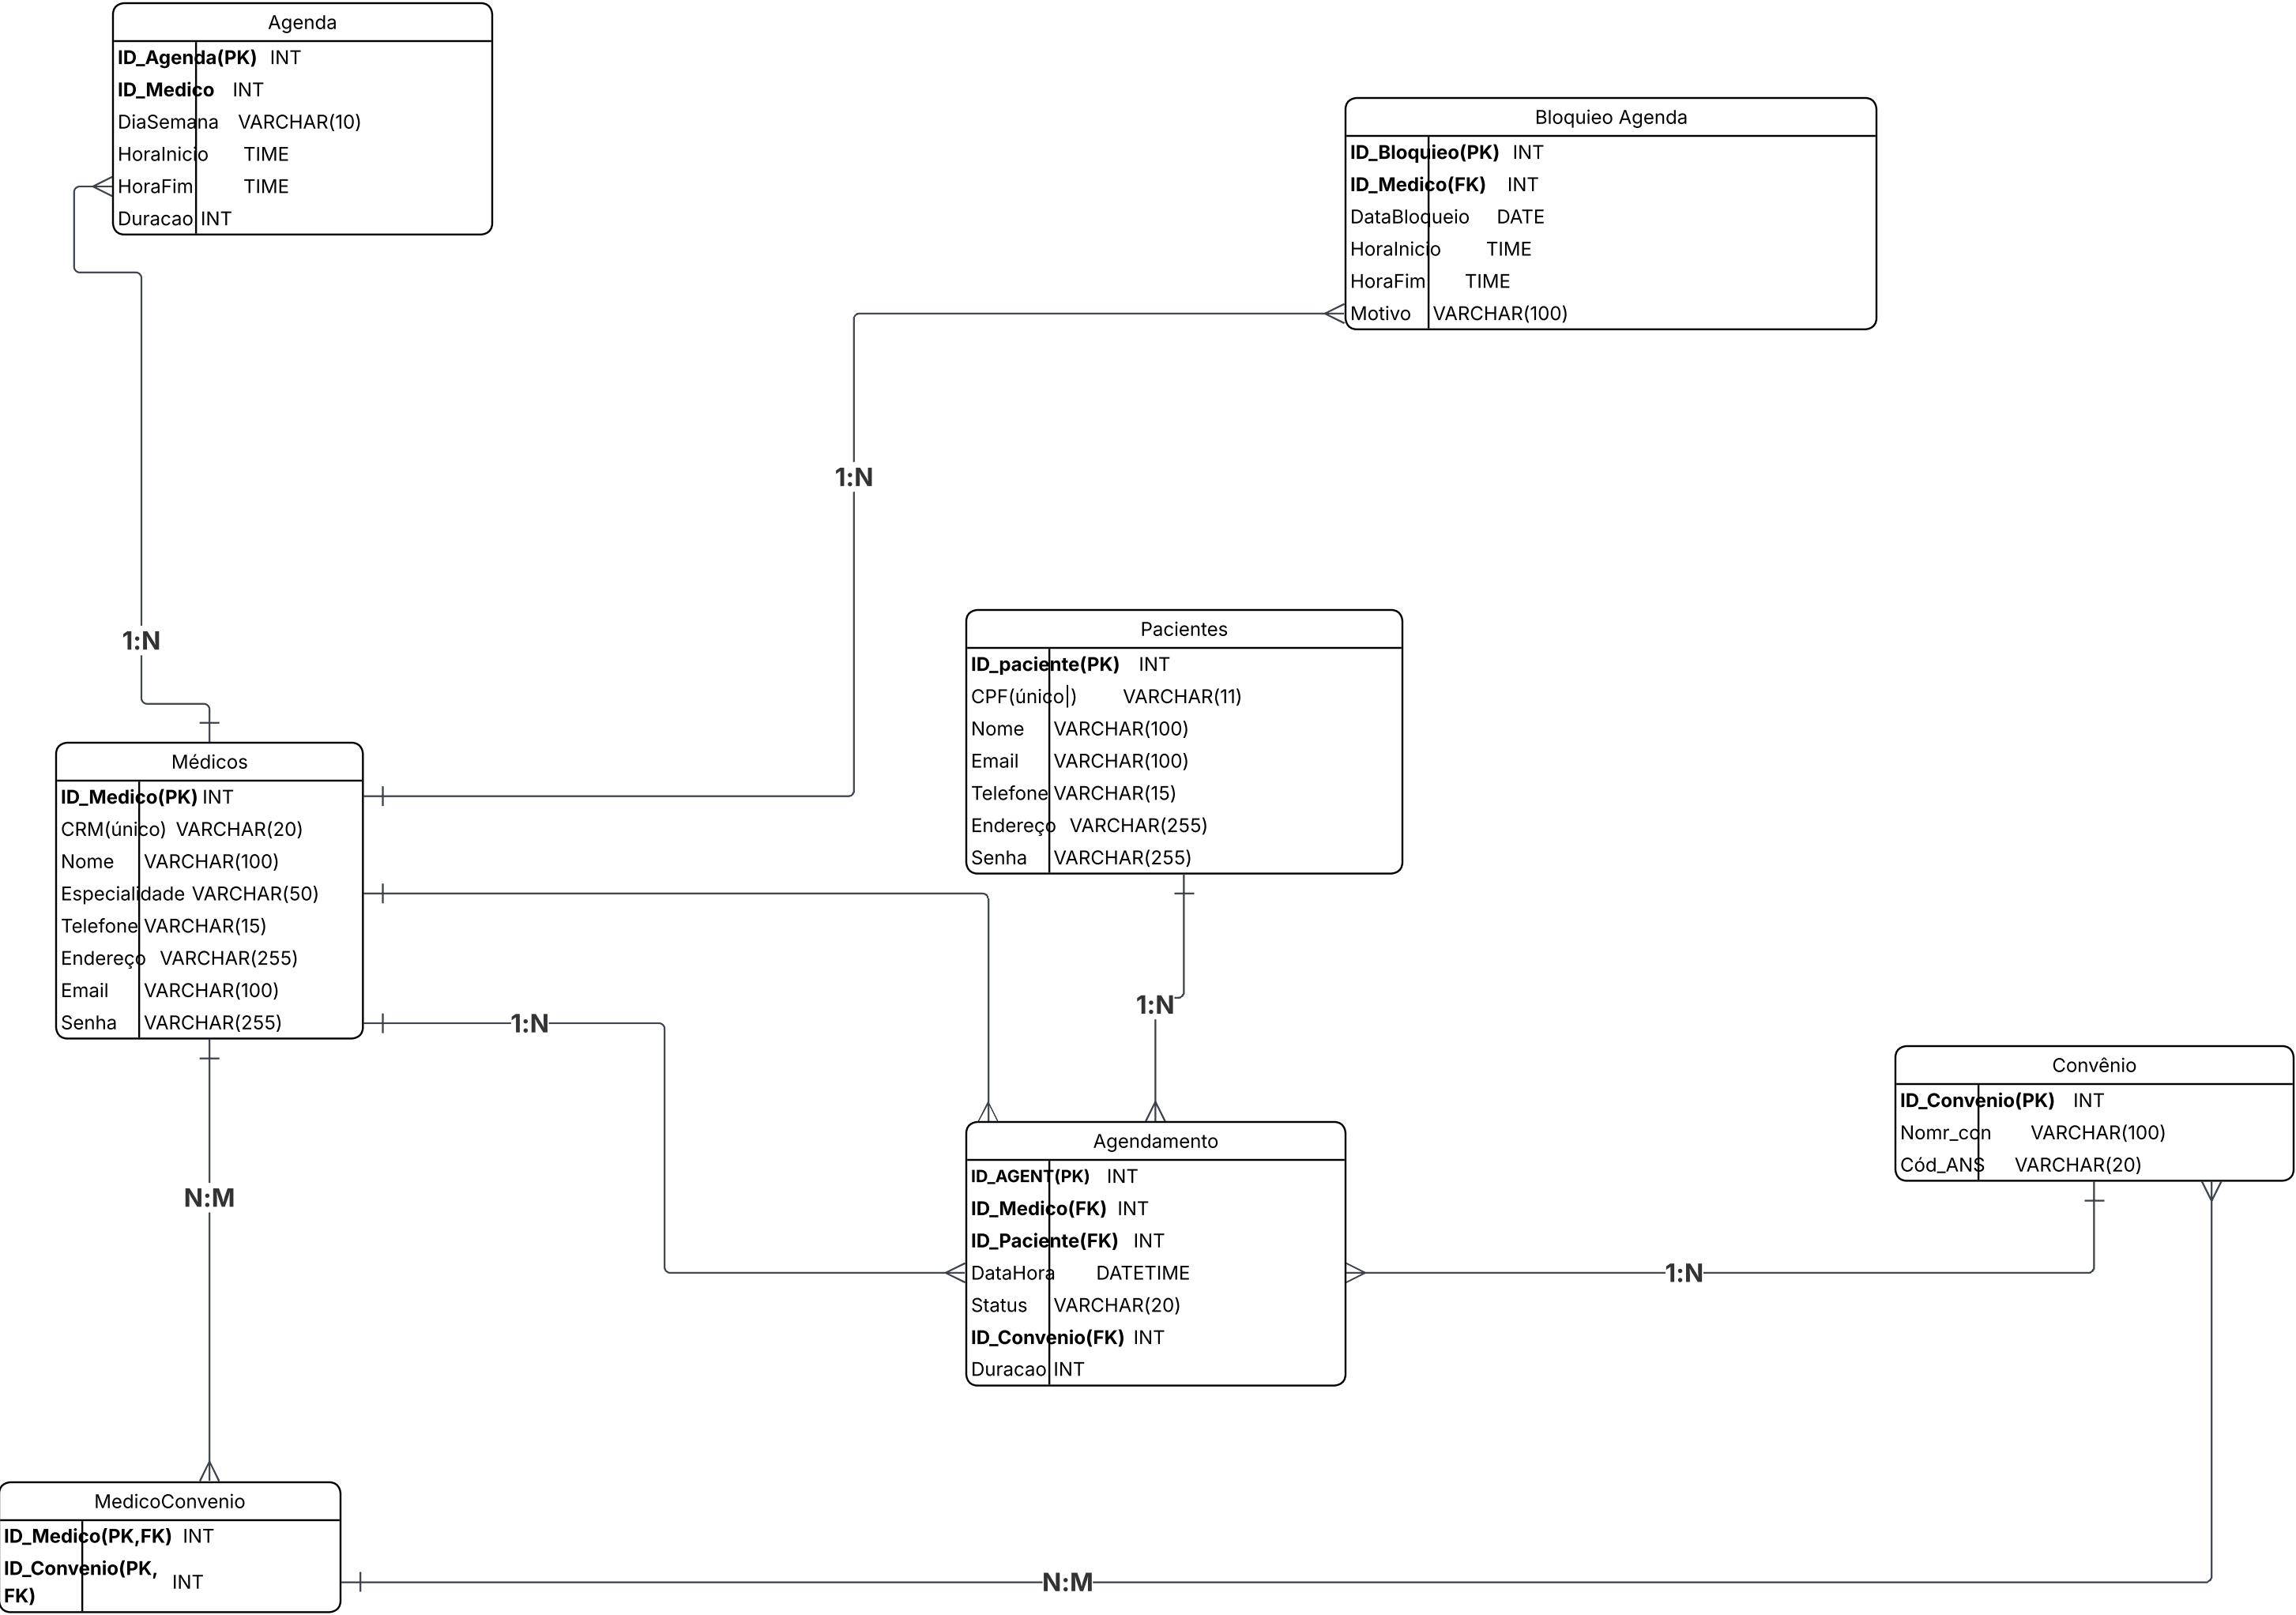 Agenda
ID_Agenda(PK) INT
ID_Medico INT
DiaSemana VARCHAR(10)
HoraInicio TIME
HoraFim TIME
Duracao INT
Bloquieo Agenda
ID_Bloquieo(PK) INT
ID_Medico(FK) INT
DataBloqueio DATE
HoraInicio TIME
HoraFim TIME
Motivo VARCHAR(100)
1:N
1:N
Pacientes
ID_paciente(PK) INT
CPF(único|) VARCHAR(11)
Nome VARCHAR(100)
Email VARCHAR(100)
Telefone VARCHAR(15)
Endereço VARCHAR(255)
Senha VARCHAR(255)
Médicos
ID_Medico(PK) INT
CRM(único) VARCHAR(20)
Nome VARCHAR(100)
Especialidade VARCHAR(50)
Telefone VARCHAR(15)
Endereço VARCHAR(255)
Email VARCHAR(100)
Senha VARCHAR(255)
1:N
1:N
Convênio
ID_Convenio(PK) INT
Nomr_con VARCHAR(100)
Cód_ANS VARCHAR(20)
Agendamento
ID_AGENT(PK) INT
ID_Medico(FK) INT
ID_Paciente(FK) INT
DataHora DATETIME
Status VARCHAR(20)
ID_Convenio(FK) INT
Duracao INT
N:M
1:N
MedicoConvenio
ID_Medico(PK,FK) INT
ID_Convenio(PK,
FK) INT
N:M